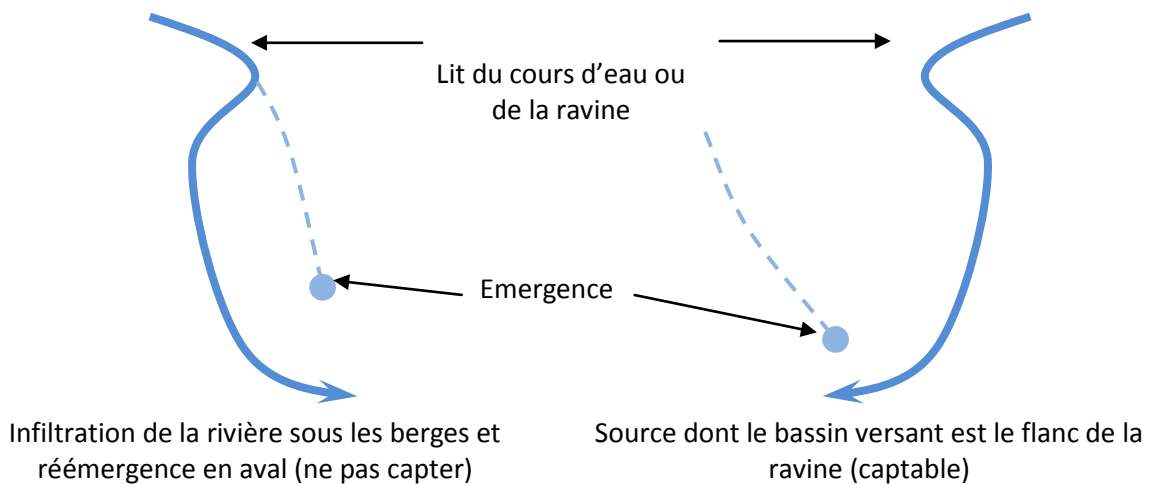 Lit du cours d'eau ou
de la ravine
Emergence
Infiltration de la rivière sous les berges et
réémergence en aval (ne pas capter)
Source dont le bassin versant est le flanc de la
ravine (captable)